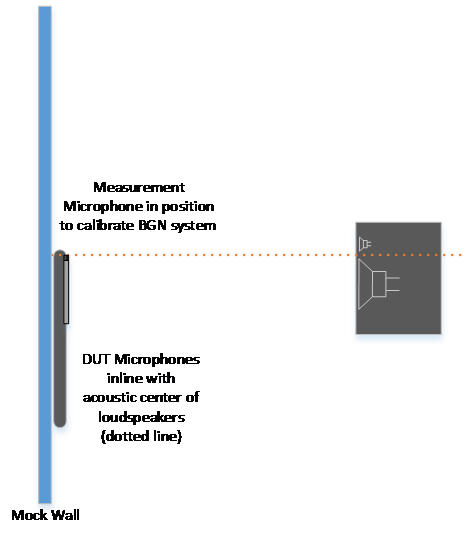 Measurement
Microphone in position
to calibrate BGN system
DUT Microphones
inline with
acoustic center of
loudspeakers
(dotted line)
Mock Wall